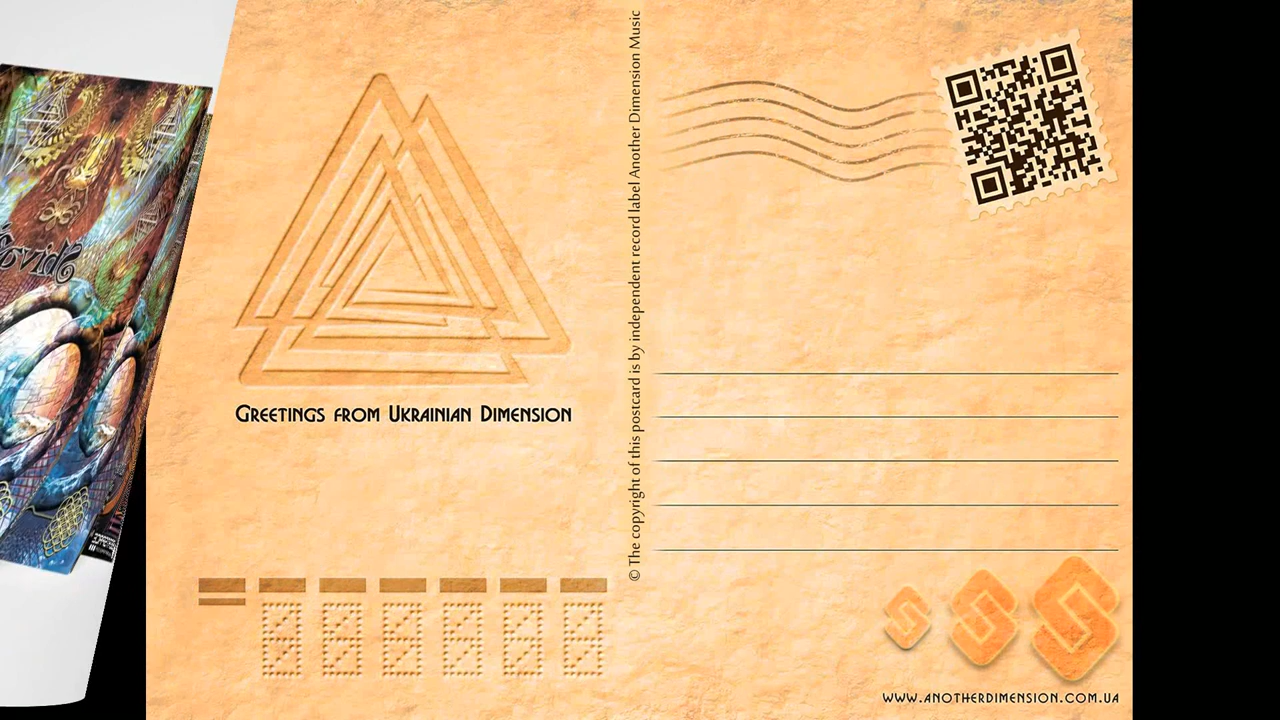 Greetings from Ukrainian Dimension
© The copyright of this postcard is by independent record label Another Dimension Music
www.anotherdimension.com.ua